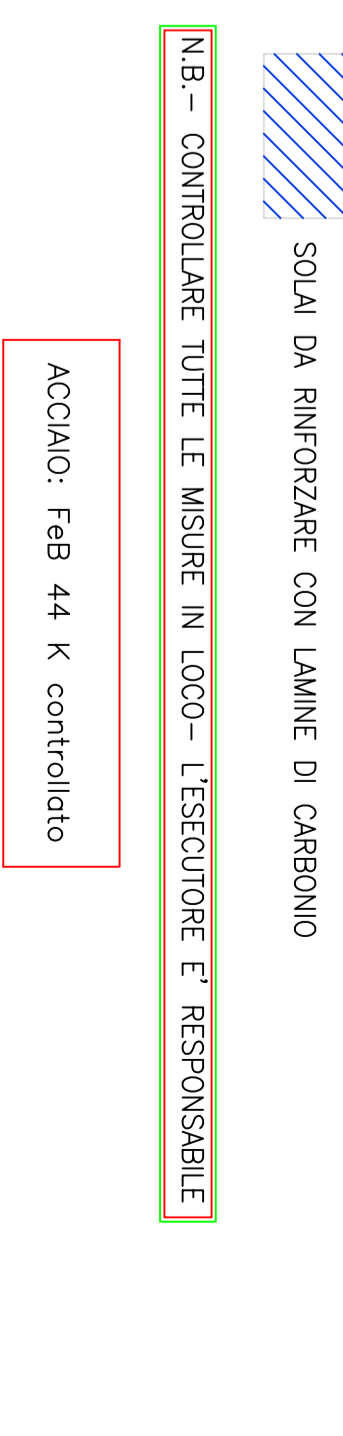 SOLAI DA RINFORZARE CON LAMINE DI CARBONIO
N.B.- CONTROLLARE TUTTE LE MISURE IN LOCO- L'ESECUTORE E' RESPONSABILE
ACCIAIO: FeB 44 K controllato